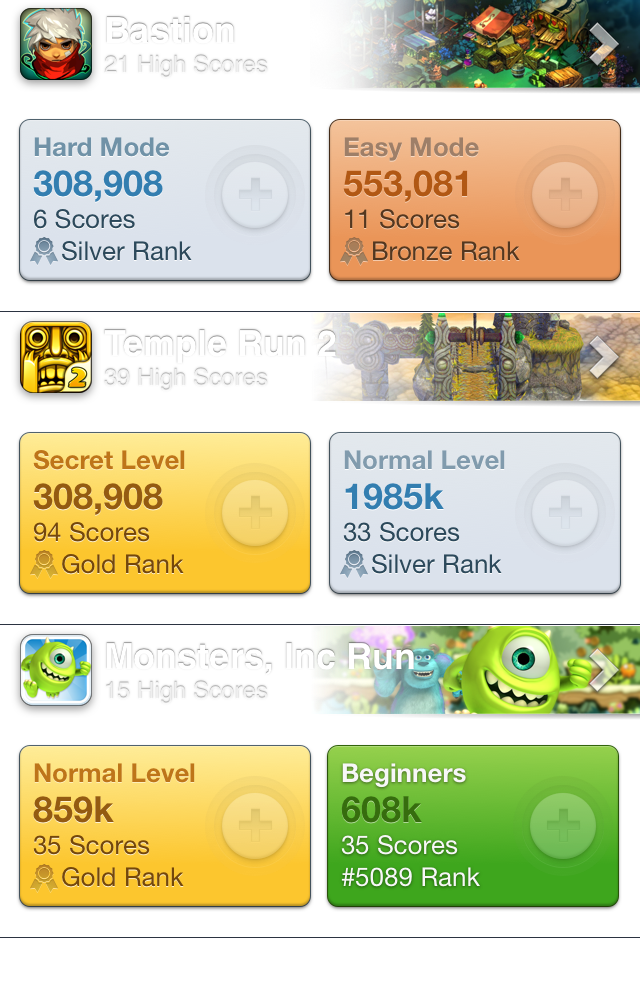 Bastion
21 High Scores
Hard Mode
308,908
6 Scores
Silver Rank
Easy Mode
553,081
11 Scores
Bronze Rank
Temple Run 2
39 High Scores
2
Secret Level
308,908
94 Scores
Gold Rank
Normal Level
1985k
33 Scores
Silver Rank
Monsters, Inc Run
15 High Scores
Normal Level
859k
35 Scores
Gold Rank
Beginners
608k
35 Scores
#5089 Rank